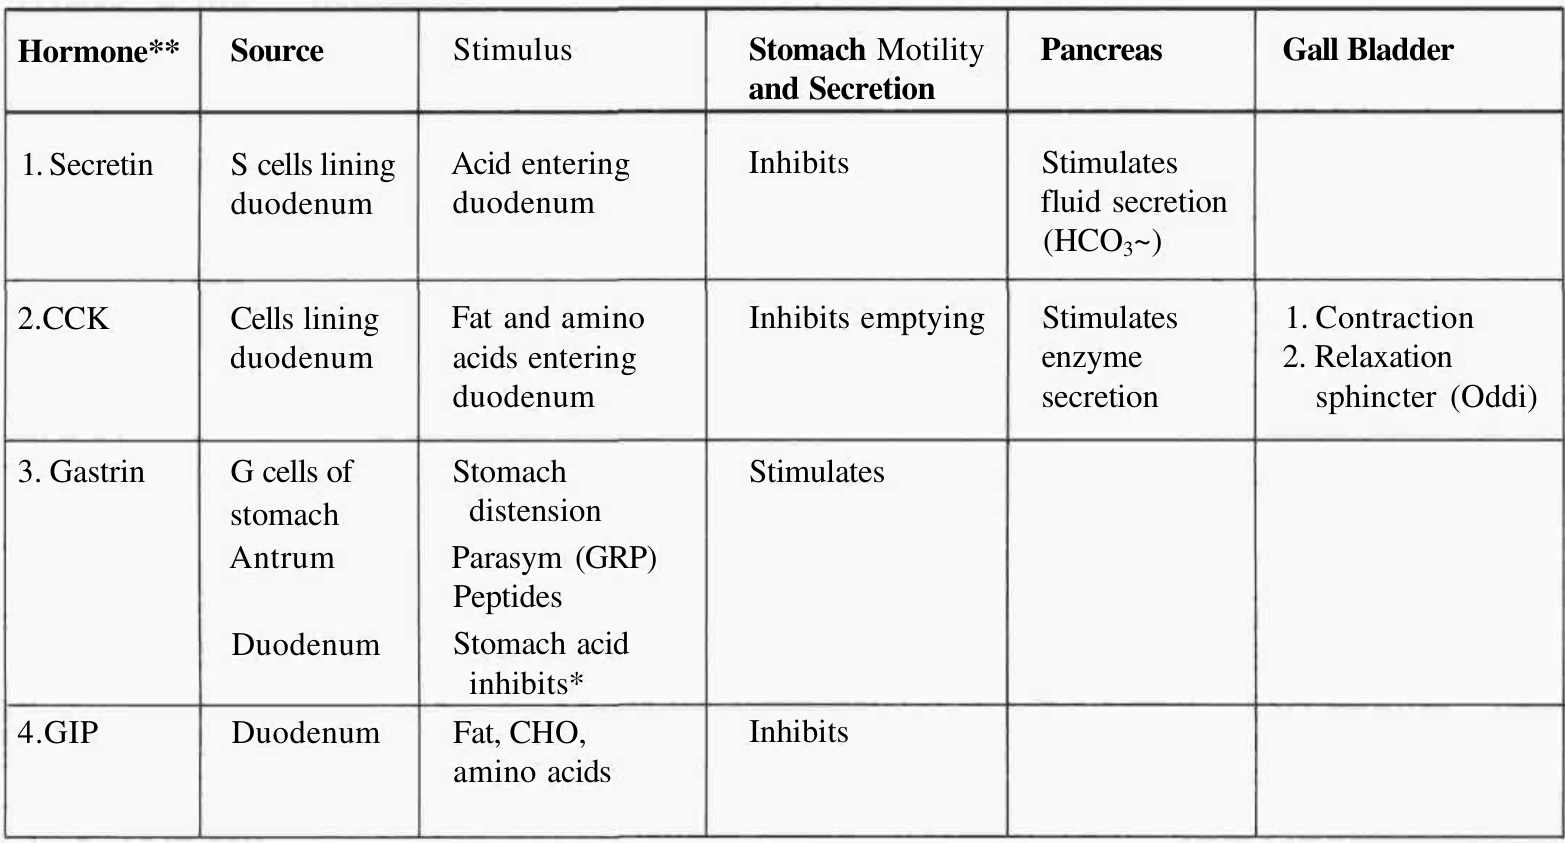 Hormone** Source Stimulus Stomach Motility Pancreas Gall Bladder
and Secretion
1. Secretin S cells lining Acid entering Inhibits Stimulates
duodenum duodenum fluid secretion
(HCO₃~)
2.CCK Cells lining Fat and amino Inhibits emptying Stimulates 1. Contraction
duodenum acids entering enzyme 2. Relaxation
duodenum secretion sphincter (Oddi)
3. Gastrin G cells of Stomach Stimulates
stomach distension
Antrum Parasym (GRP)
Peptides
Duodenum Stomach acid
inhibits*
4.GIP Duodenum Fat, CHO, Inhibits
amino acids